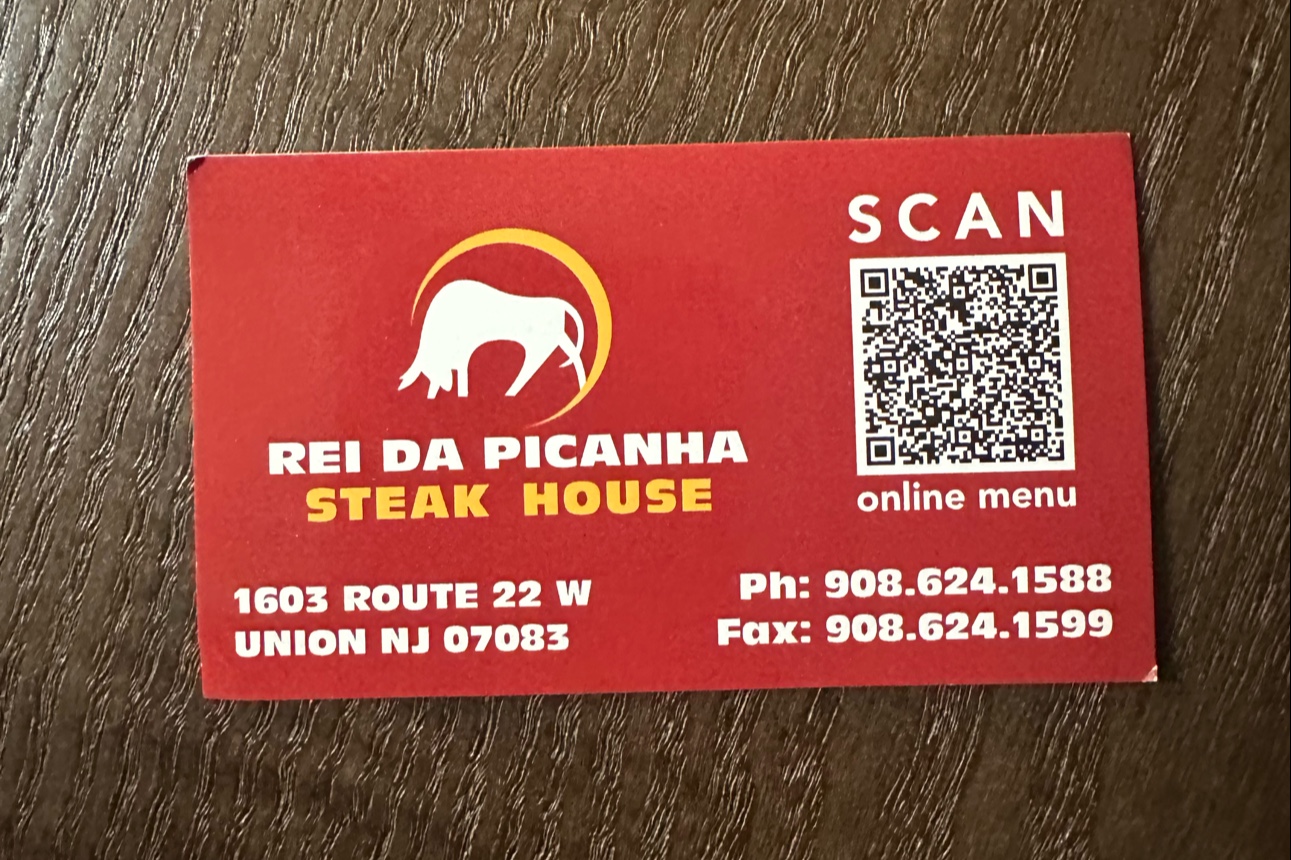 REI DA PICANHA
STEAK HOUSE
1603 ROUTE 22 W
UNION NJ 07083
SCAN
online menu
Ph: 908.624.1588
Fax: 908.624.1599